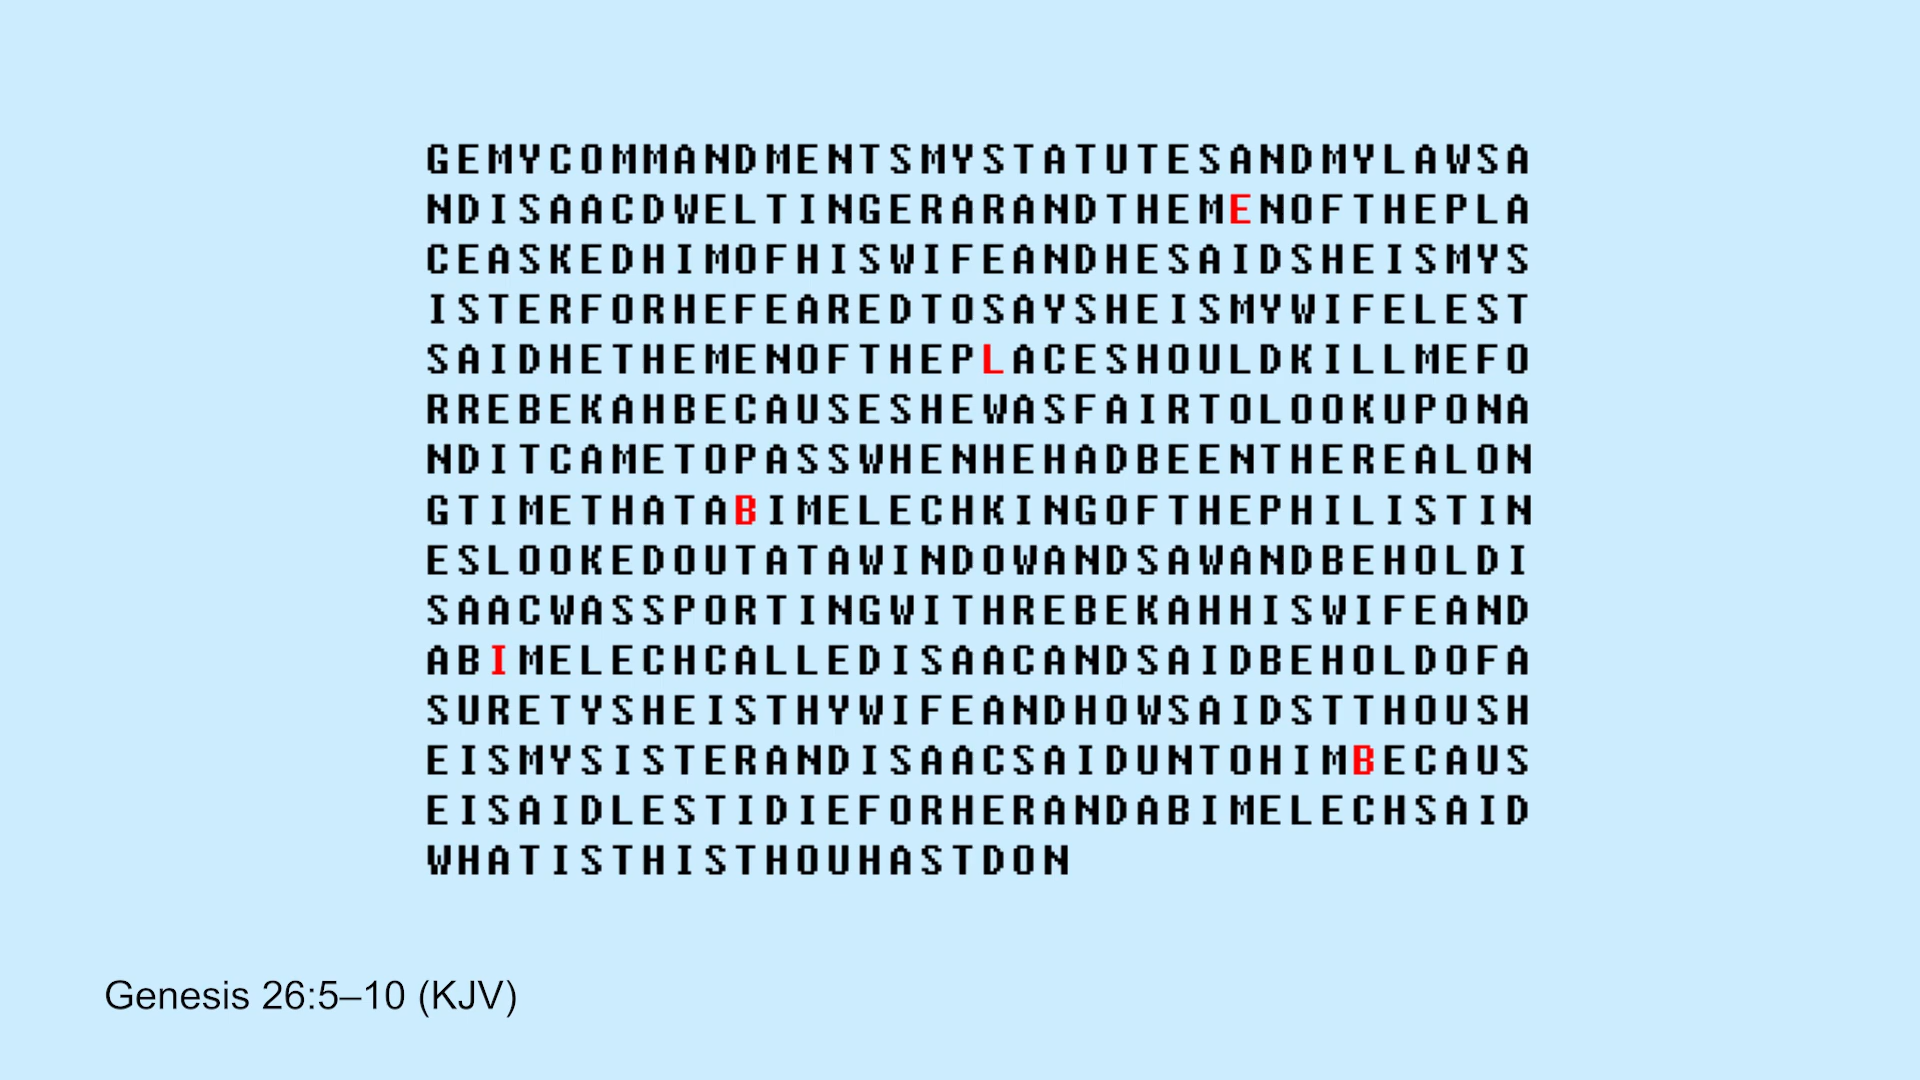 GEMYCOMMANDMENTSMYSTATUTESANDMYLAWSA
NDISAACDWELTINGERARANDTHEMENOFTHEPLA
CEASKEDHIMOFHISWIFEANDHESAIDSHEISMYS
ISTERFORHEFEAREDTOSAYSHEISMYWIFELEST
SAIDHETHEMENOFTHEPLACESHOULDKILLMEFO
RREBEKAHBECAUSESHEWASFAIRTOLOOKUPONA
NDITCAMETOPASSWHENHEHADBEENTHEREALON
GTIMETHATABIMELECHKINGOFTHEPHILISTIN
ESLOOKEDOUTATAWINDOWANDSAWANDBEHOLDI
SAACWASSPORTINGWITHREBEKAHHISWIFEAND
ABIMELECHCALLEDISAACANDSAIDBEHOLDOFA
SURETYSHEISTHYWIFEANDHOWSAIDSTTHOUSH
EISMYSISTERANDISAACSAIDUNTOHIMBECAUS
EISAIDLESTIDIEFORHERANDABIMELECHSAID
WHATISTHISTHOUHASTDON
Genesis 26:5–10 (KJV)